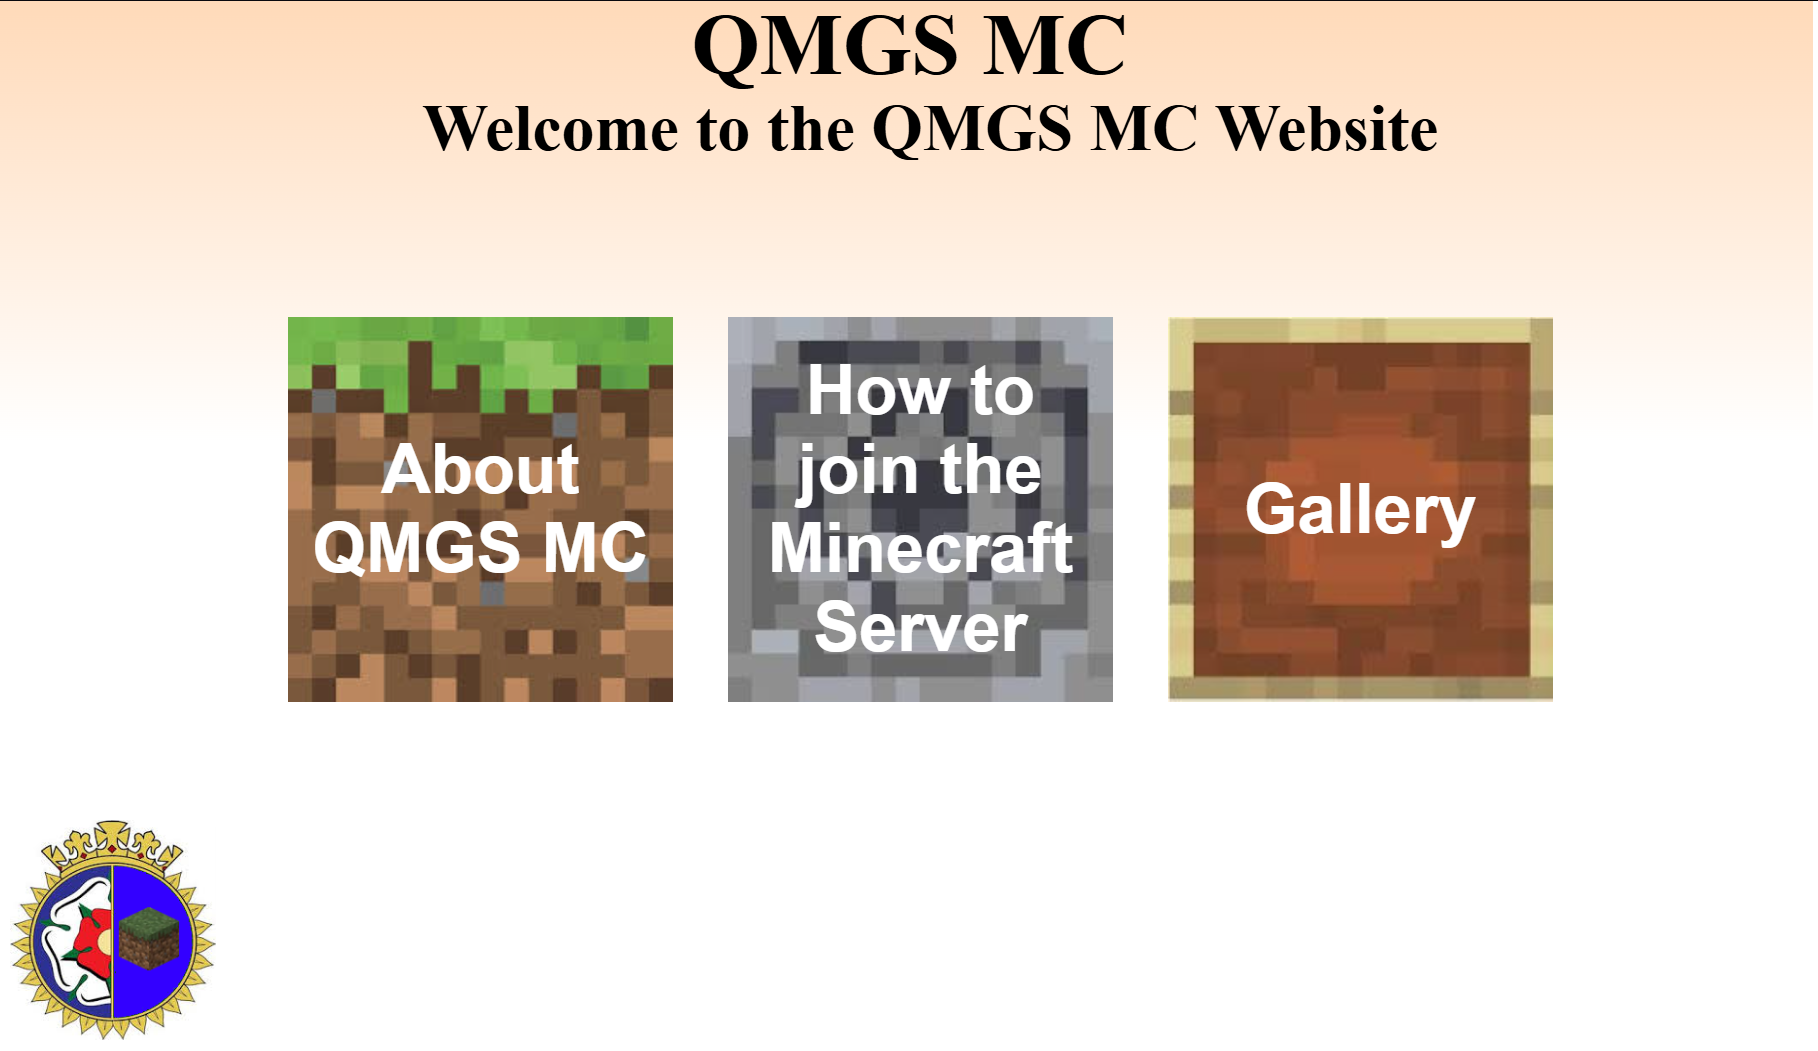 QMGS MC
Welcome to the QMGS MC Website
About
QMGS MC
How to
join the
Minecraft
Server
Gallery